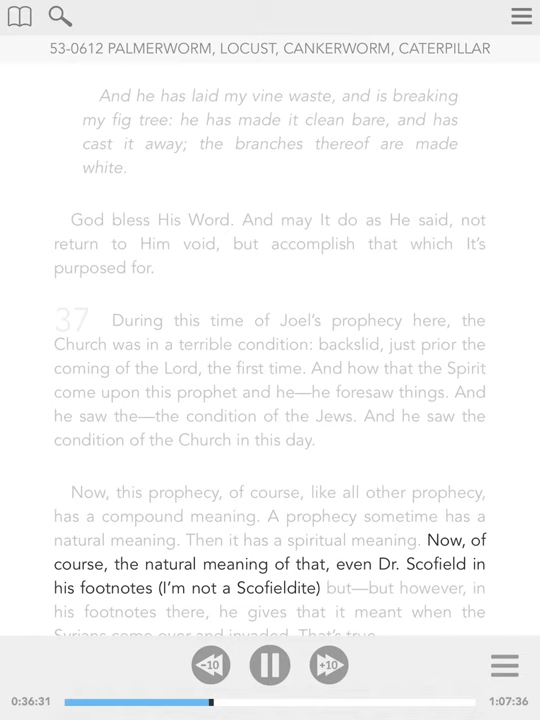 53-0612 PALMERWORM, LOCUST, CANKERWORM, CATERPILLAR
And he has laid my vine waste, and is breaking
my fig tree: he has made it clean bare, and has
cast it away; the branches thereof are made
white.
God bless His Word. And may It do as He said, not
return to Him void, but accomplish that which It's
purposed for.
37 During this time of Joel's prophecy here, the
Church was in a terrible condition: backslid, just prior the
coming of the Lord, the first time. And how that the Spirit
come upon this prophet and he—he foresaw things. And
he saw the—the condition of the Jews. And he saw the
condition of the Church in this day.
Now, this prophecy, of course, like all other prophecy,
has a compound meaning. A prophecy sometime has a
natural meaning. Then it has a spiritual meaning. Now, of
course, the natural meaning of that, even Dr. Scofield in
his footnotes (I'm not a Scofieldite) but—but however, in
his footnotes there, he gives that it meant when the
Syrians come over and invaded. That's true.
-10
+10
0:36:31
1:07:36